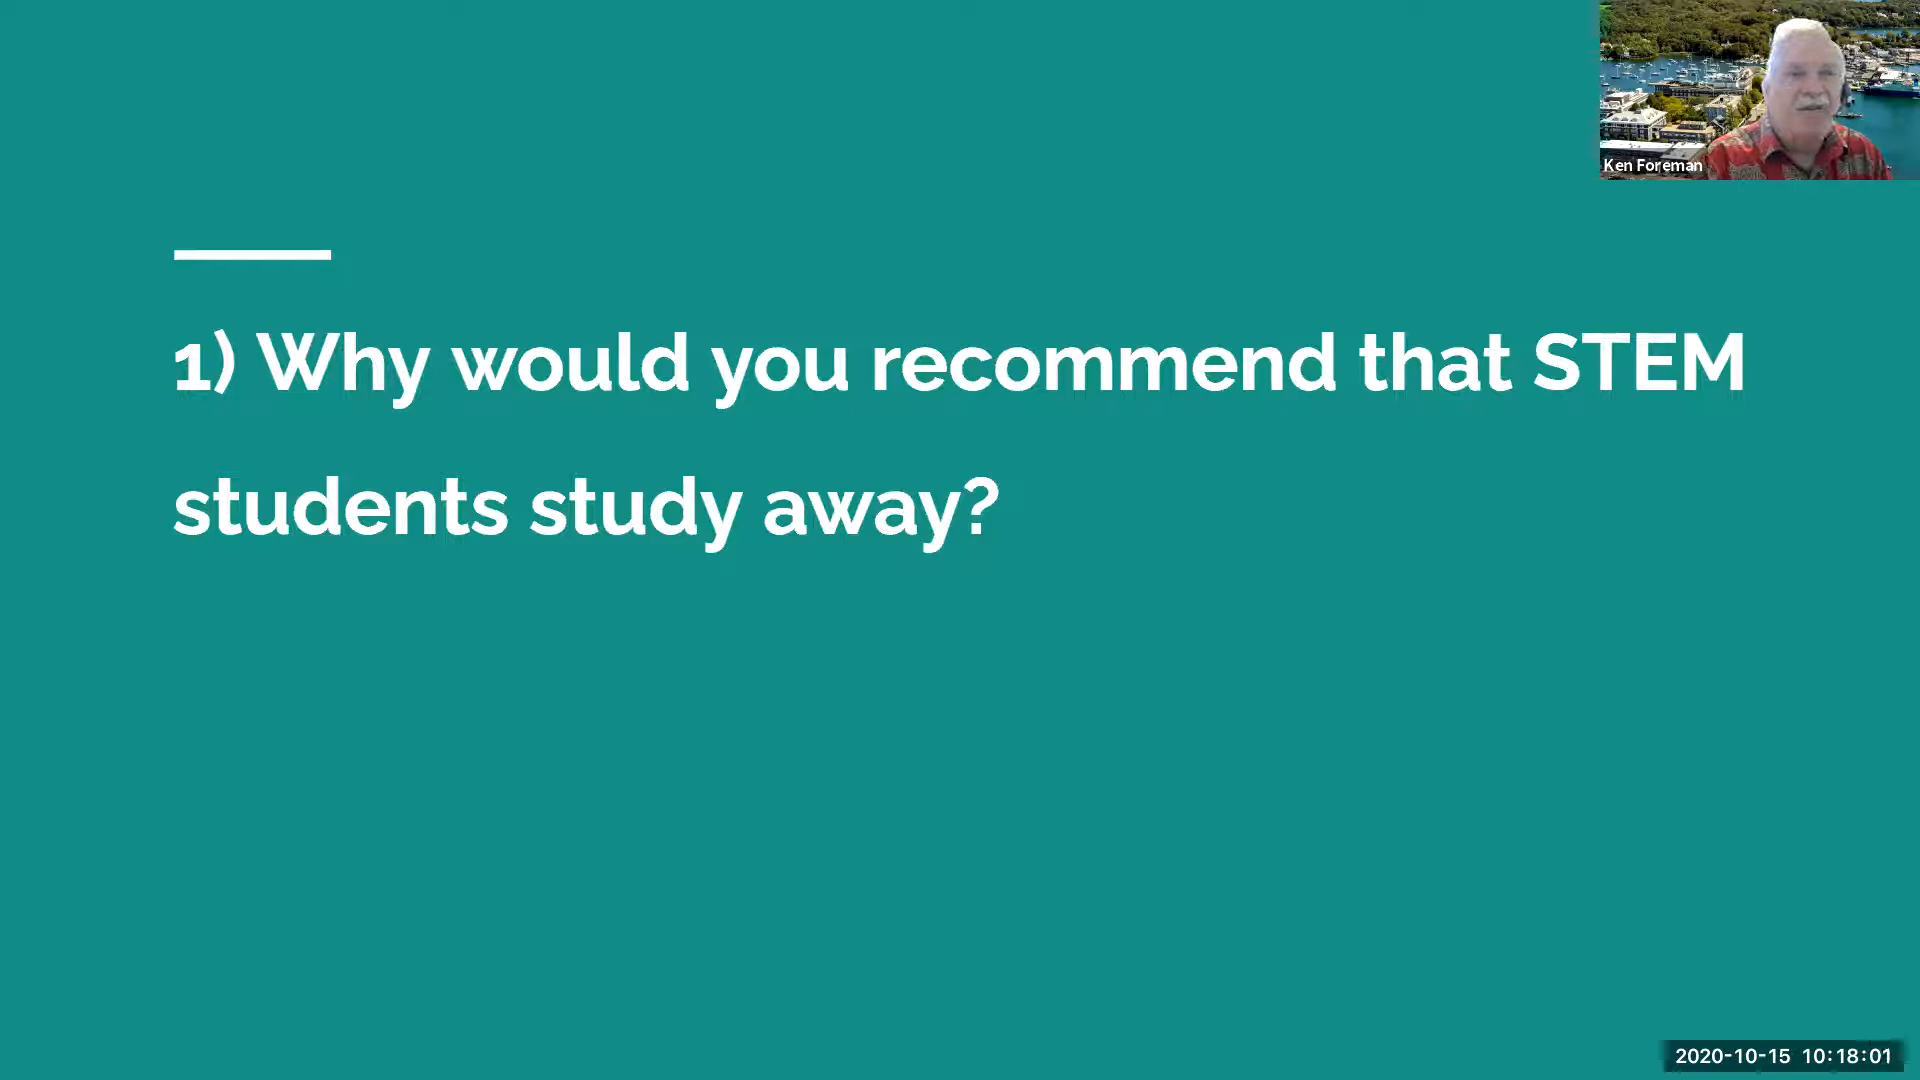 Ken Foreman
1) Why would you recommend that STEM
students study away?
2020-10-15 10:18:01